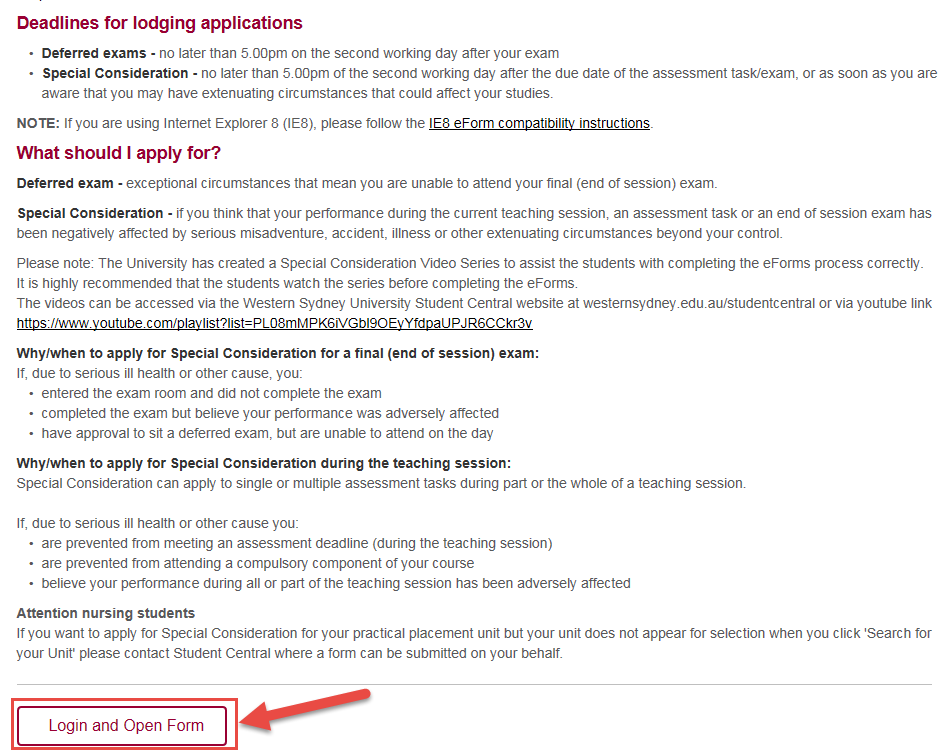 Deadlines for lodging applications
• Deferred exams - no later than 5.00pm on the second working day after your exam
• Special Consideration - no later than 5.00pm of the second working day after the due date of the assessment task/exam, or as soon as you are
aware that you may have extenuating circumstances that could affect your studies.
NOTE: If you are using Internet Explorer 8 (IE8), please follow the IE8 eForm compatibility instructions.
What should I apply for?
Deferred exam - exceptional circumstances that mean you are unable to attend your final (end of session) exam.
Special Consideration - if you think that your performance during the current teaching session, an assessment task or an end of session exam has
been negatively affected by serious misadventure, accident, illness or other extenuating circumstances beyond your control.
Please note: The University has created a Special Consideration Video Series to assist the students with completing the eForms process correctly.
It is highly recommended that the students watch the series before completing the eForms.
The videos can be accessed via the Western Sydney University Student Central website at westernsydney.edu.au/studentcentral or via youtube link
https://www.youtube.com/playlist?list=PL08mMPK6iVGbl9OEyYfdpaUPJR6CCkr3v
Why/when to apply for Special Consideration for a final (end of session) exam:
If, due to serious ill health or other cause, you:
• entered the exam room and did not complete the exam
• completed the exam but believe your performance was adversely affected
• have approval to sit a deferred exam, but are unable to attend on the day
Why/when to apply for Special Consideration during the teaching session:
Special Consideration can apply to single or multiple assessment tasks during part or the whole of a teaching session.
If, due to serious ill health or other cause you:
• are prevented from meeting an assessment deadline (during the teaching session)
• are prevented from attending a compulsory component of your course
• believe your performance during all or part of the teaching session has been adversely affected
Attention nursing students
If you want to apply for Special Consideration for your practical placement unit but your unit does not appear for selection when you click 'Search for
your Unit' please contact Student Central where a form can be submitted on your behalf.
Login and Open Form